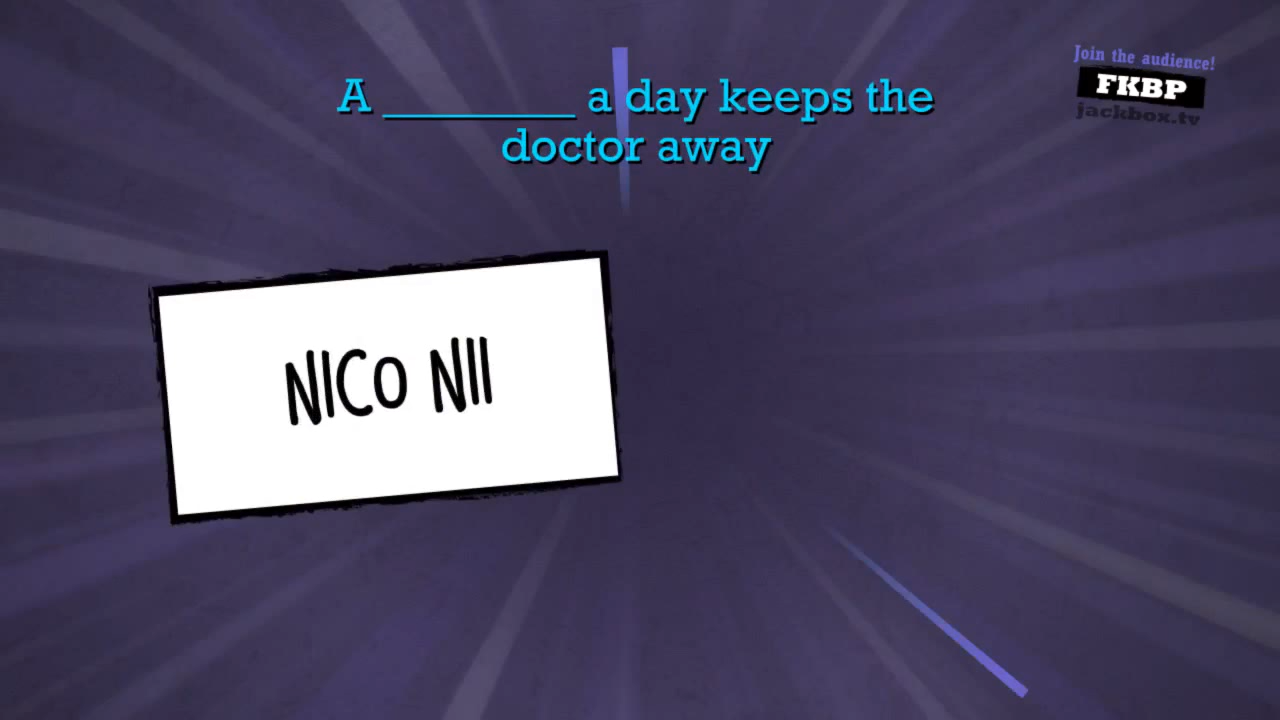 A ________ a day keeps the
doctor away
Join the audience!
FKBP
jackbox.tv
NICO NII